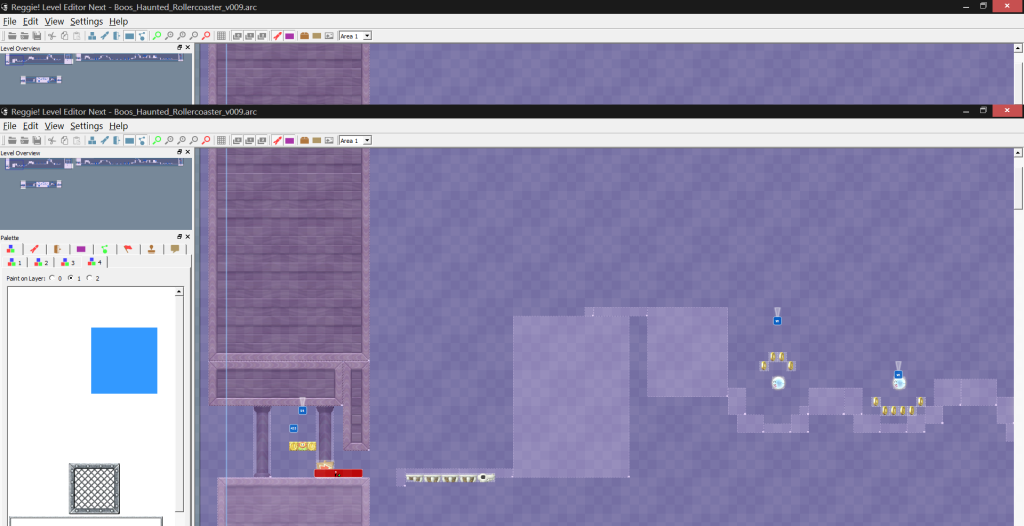 Reggie! Level Editor Next - Boos_Haunted_Rollercoaster_v009.arc
File Edit View Settings Help
Area 1
Level Overview
Reggie! Level Editor Next - Boos_Haunted_Rollercoaster_v009.arc
File Edit View Settings Help
Area 1
Level Overview
Palette
1 2 3 4
Paint on Layer: 0 1 2